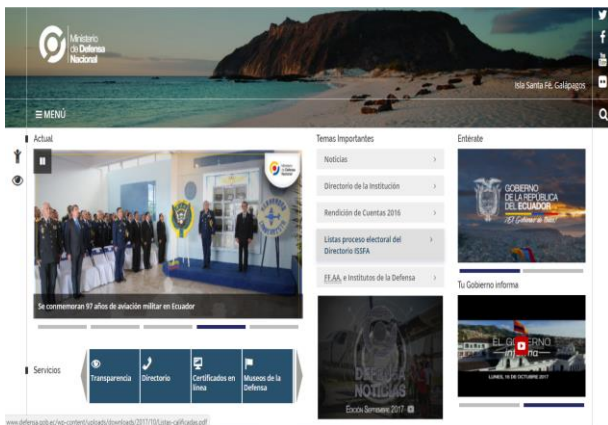 Ministerio
de Defensa
Nacional
Isla Santa Fé, Galápagos
MENÚ
Actual
Se conmemoran 97 años de aviación militar en Ecuador
Servicios
Transparencia
Directorio
Certificados en
línea
Museos de la
Defensa
Temas Importantes
Noticias
Directorio de la Institución
Rendición de Cuentas 2016
Listas proceso electoral del
Directorio ISSFA
FF.AA. e Institutos de la Defensa
DEFENSA
NOTICIAS
EDICIÓN SEPTIEMBRE 2017
Entérate
GOBIERNO
DE LA REPÚBLICA
DEL ECUADOR
Tu Gobierno informa
EL GOBIERNO
informa
LUNES, 16 DE OCTUBRE 2017
www.defensa.gob.ec/wp-content/uploads/downloads/2017/10/Listas-calificadas.pdf